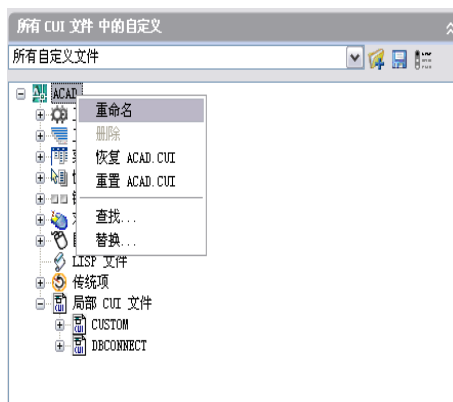 所有 CUI 文件 中的自定义
所有自定义文件
ACAD
重命名
删除
恢复 ACAD.CUI
重置 ACAD.CUI
查找...
替换...
LISP 文件
传统项
局部 CUI 文件
CUSTOM
DBCONNECT